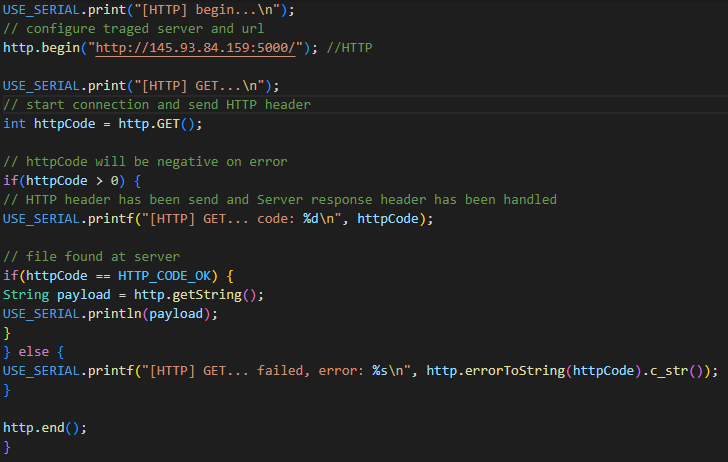 USE_SERIAL.print("[HTTP] begin...\n");
// configure traged server and url
http.begin("http://145.93.84.159:5000/"); //HTTP
USE_SERIAL.print("[HTTP] GET...\n");
// start connection and send HTTP header
int httpCode = http.GET();
// httpCode will be negative on error
if(httpCode > 0) {
// HTTP header has been send and Server response header has been handled
USE_SERIAL.printf("[HTTP] GET... code: %d\n", httpCode);
// file found at server
if(httpCode == HTTP_CODE_OK) {
String payload = http.getString();
USE_SERIAL.println(payload);
}
} else {
USE_SERIAL.printf("[HTTP] GET... failed, error: %s\n", http.errorToString(httpCode).c_str());
}
http.end();
}